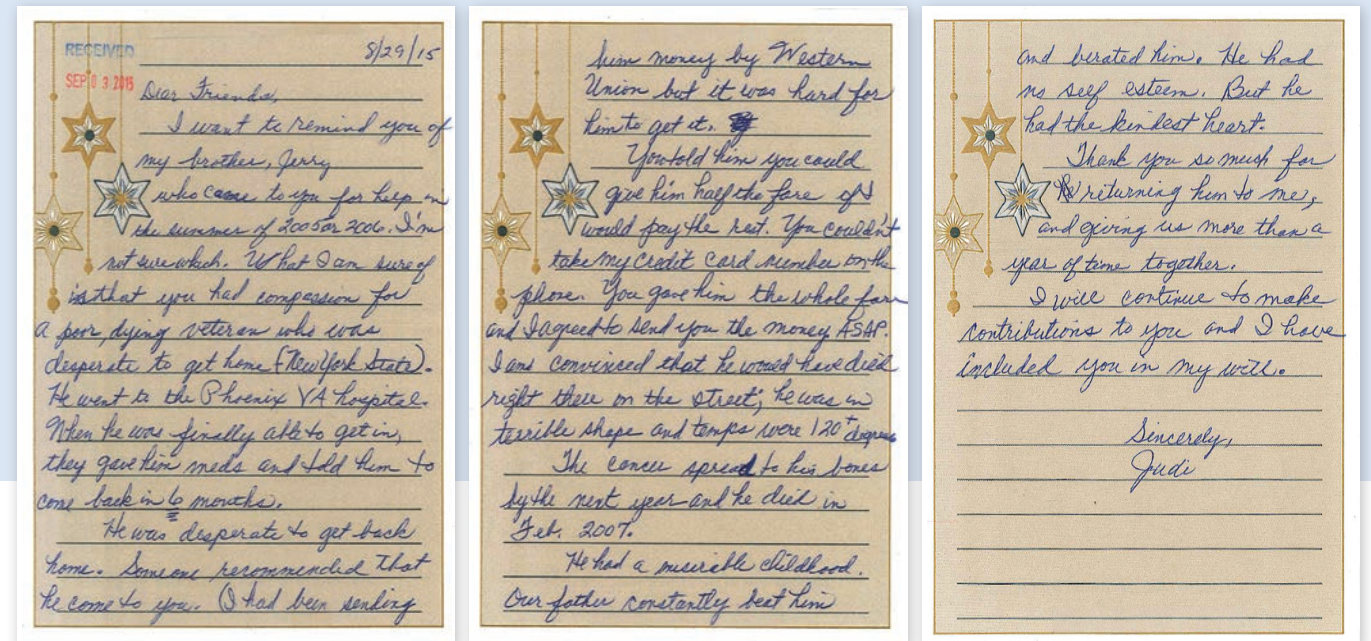 RECEIVED
SEP 03 2015
8/29/15
Dear Friends,
I want to remind you of
my brother, Jerry
who came to you for help in
the summer of 2005 or 2006. I'm
not sure which. What I am sure of
is that you had compassion for
a poor, dying veteran who was
desperate to get home (New York State).
He went to the Phoenix VA hospital.
When he was finally able to get in,
they gave him meds and told him to
come back in 6 months.
He was desperate to get back
home. Someone recommended that
he come to you. (I had been sending
him money by Western
Union but it was hard for
him to get it.
You told him you could
give him half the fare if I
would pay the rest. You couldn't
take my credit card number on the
phone. You gave him the whole fare
and I agreed to send you the money ASAP.
I am convinced that he would have died
right there on the street; he was in
terrible shape and temps were 120+ degrees
The cancer spread to his bones
by the next year and he died in
Feb. 2007.
He had a miserable childhood.
Our father constantly beat him
and berated him. He had
no self esteem. But he
had the kindest heart.
Thank you so much for
returning him to me,
and giving us more than a
year of time together.
I will continue to make
contributions to you and I have
included you in my will.
Sincerely,
Judi